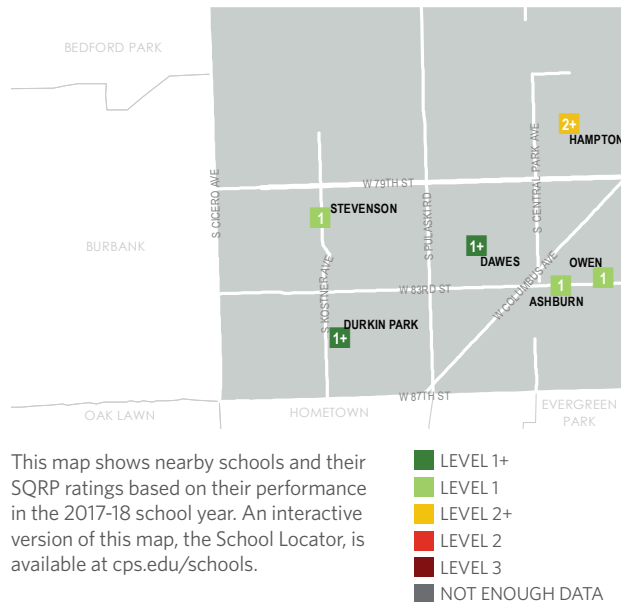 BEDFORD PARK
2+
HAMPTON
S CENTRAL PARK AVE
W 79TH ST
S CICERO AVE
1
STEVENSON
S PULASKI RD
BURBANK
1+
DAWES
OWEN
1
S KOSTNER AVE
W 83RD ST
W COLUMBUS AVE
1
ASHBURN
DURKIN PARK
1+
W 87TH ST
OAK LAWN
HOMETOWN
EVERGREEN
PARK
This map shows nearby schools and their
SQRP ratings based on their performance
in the 2017-18 school year. An interactive
version of this map, the School Locator, is
available at cps.edu/schools.
LEVEL 1+
LEVEL 1
LEVEL 2+
LEVEL 2
LEVEL 3
NOT ENOUGH DATA